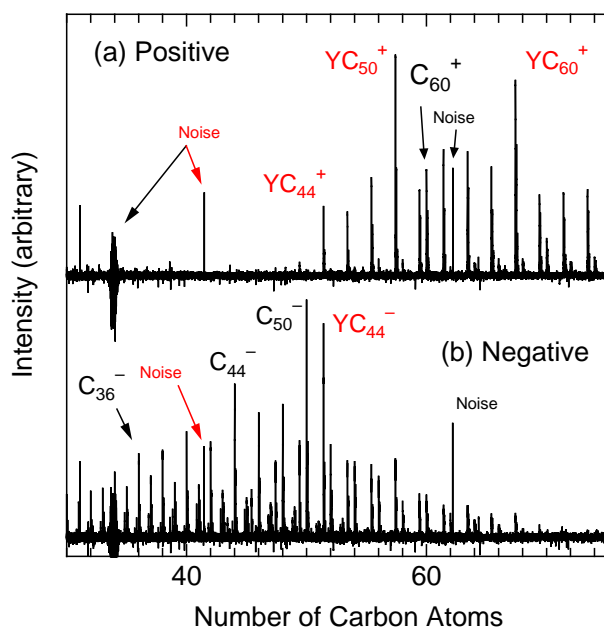 (a) Positive
YC50+
C60+
YC60+
Noise
Noise
YC44+
Intensity (arbitrary)
C50−
YC44−
(b) Negative
C44−
Noise
C36−
Noise
40
60
Number of Carbon Atoms